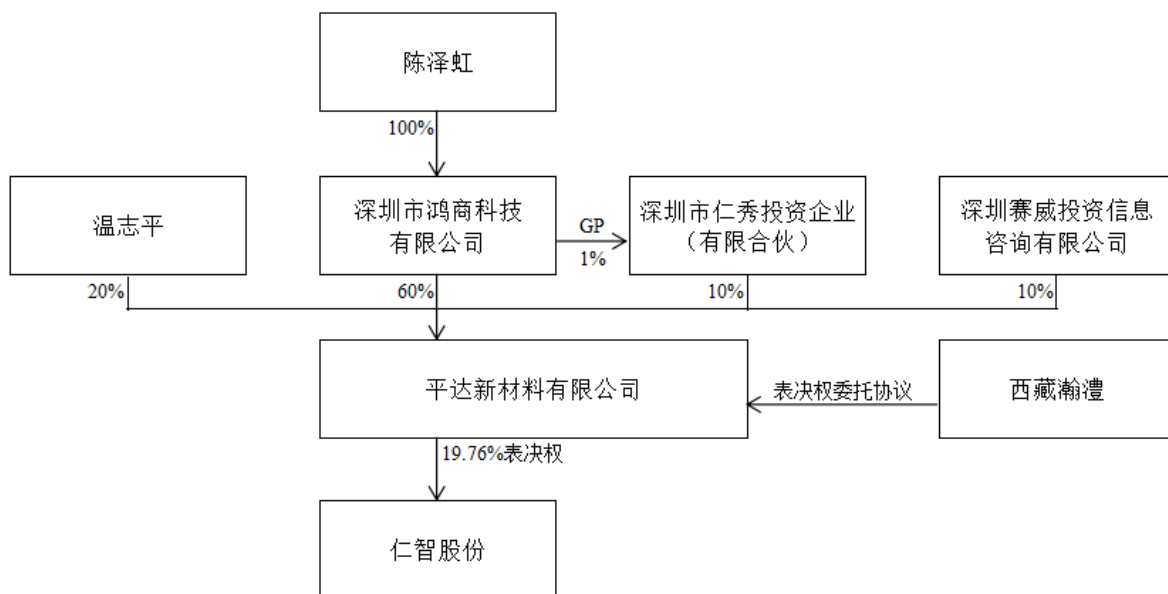 陈泽虹
100%
温志平
深圳市鸿商科技
有限公司
GP
1%
深圳市仁秀投资企业
（有限合伙）
深圳赛威投资信息
咨询有限公司
20%
60%
10%
10%
平达新材料有限公司
表决权委托协议
西藏瀚澧
19.76%表决权
仁智股份